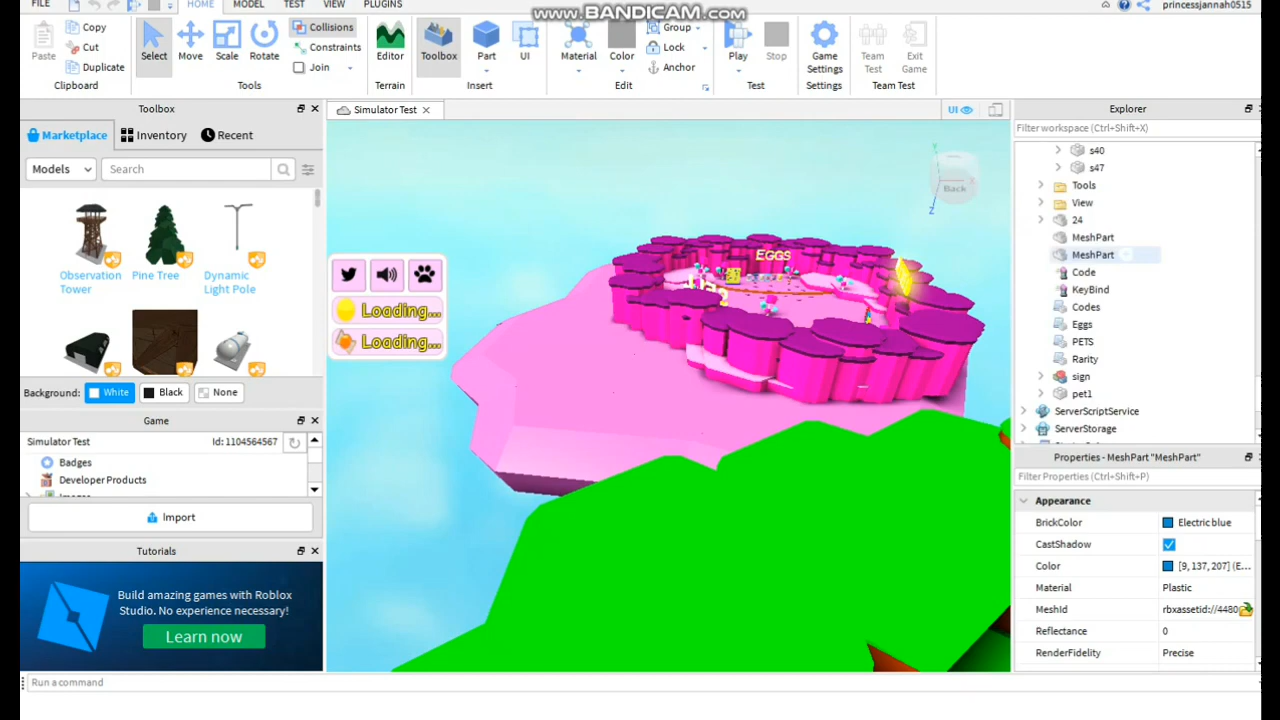 www.BANDICAM.com
FILE HOME MODEL TEST VIEW PLUGINS princessjannah0515
Paste Copy Cut Duplicate Clipboard
Select Move Scale Rotate Collisions Constraints Join Tools
Editor Terrain
Toolbox Part UI Insert
Material Color Group Lock Anchor Edit
Play Stop Test
Game Settings Settings
Team Test Exit Game Team Test
Toolbox
Marketplace Inventory Recent
Models Search
Observation Tower Pine Tree Dynamic Light Pole
Background: White Black None
Game
Simulator Test Id: 1104564567
Badges
Developer Products
Import
Tutorials
Build amazing games with Roblox
Studio. No experience necessary!
Learn now
Run a command
Simulator Test UI
Back
EGGS
Loading...
Loading...
Explorer
Filter workspace (Ctrl+Shift+X)
s40
s47
Tools
View
24
MeshPart
MeshPart
Code
KeyBind
Codes
Eggs
PETS
Rarity
sign
pet1
ServerScriptService
ServerStorage
Properties - MeshPart "MeshPart"
Filter Properties (Ctrl+Shift+P)
Appearance
BrickColor Electric blue
CastShadow
Color [9, 137, 207] (E...
Material Plastic
MeshId rbxassetid://4480
Reflectance 0
RenderFidelity Precise